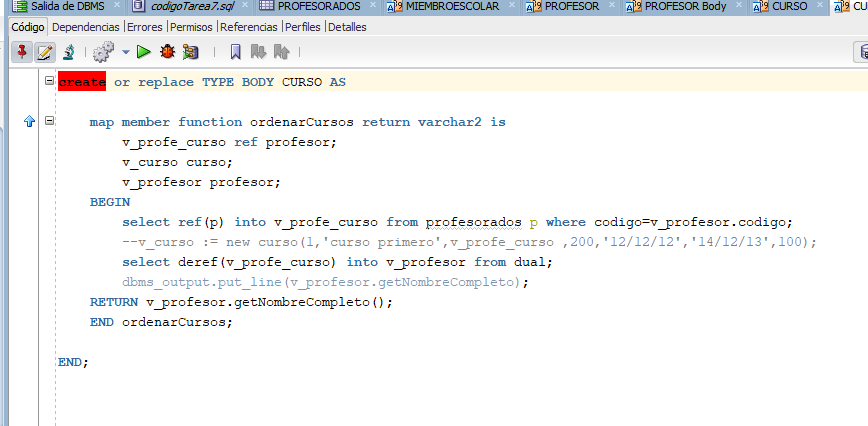 Salida de DBMS codigoTarea7.sql PROFESORADOS MIEMBROESCOLAR PROFESOR PROFESOR Body CURSO CU
Código Dependencias Errores Permisos Referencias Perfiles Detalles
create or replace TYPE BODY CURSO AS
map member function ordenarCursos return varchar2 is
v_profe_curso ref profesor;
v_curso curso;
v_profesor profesor;
BEGIN
select ref(p) into v_profe_curso from profesorados p where codigo=v_profesor.codigo;
--v_curso := new curso(1,'curso primero',v_profe_curso ,200,'12/12/12','14/12/13',100);
select deref(v_profe_curso) into v_profesor from dual;
dbms_output.put_line(v_profesor.getNombreCompleto);
RETURN v_profesor.getNombreCompleto();
END ordenarCursos;
END;